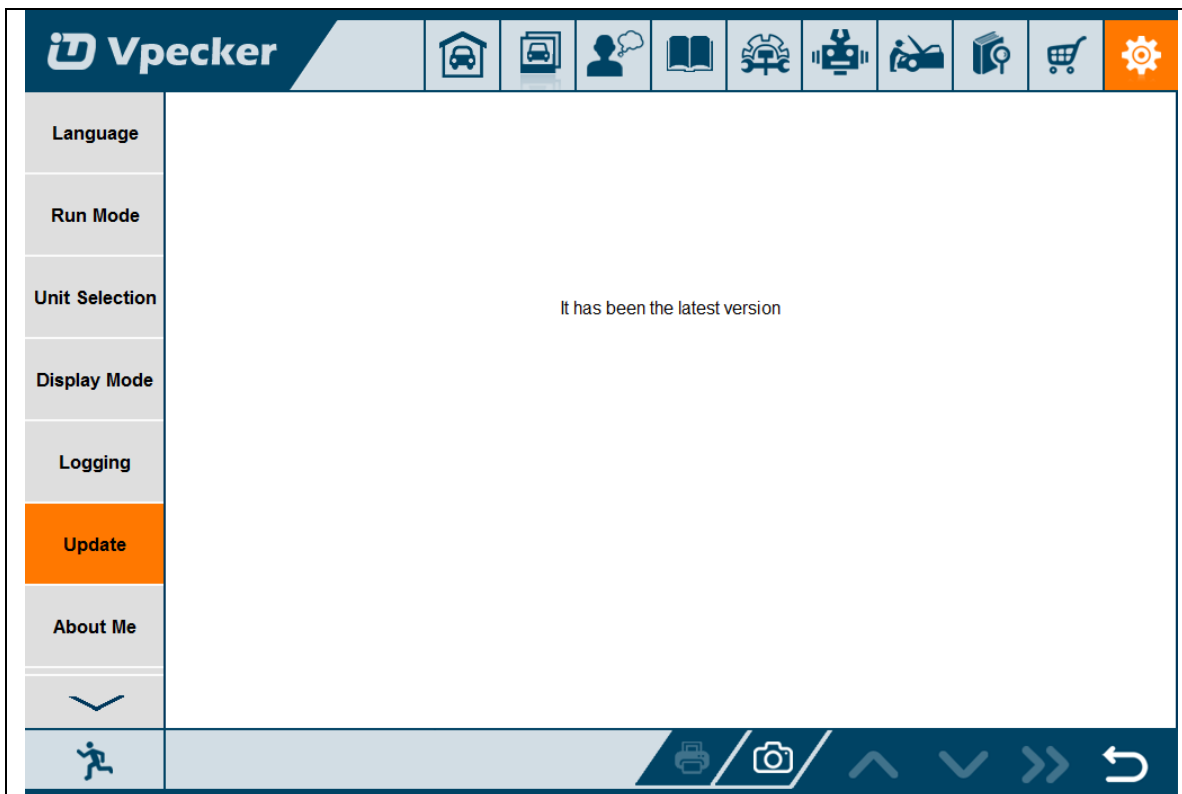 Vpecker
Language
Run Mode
Unit Selection
Display Mode
Logging
Update
About Me
It has been the latest version